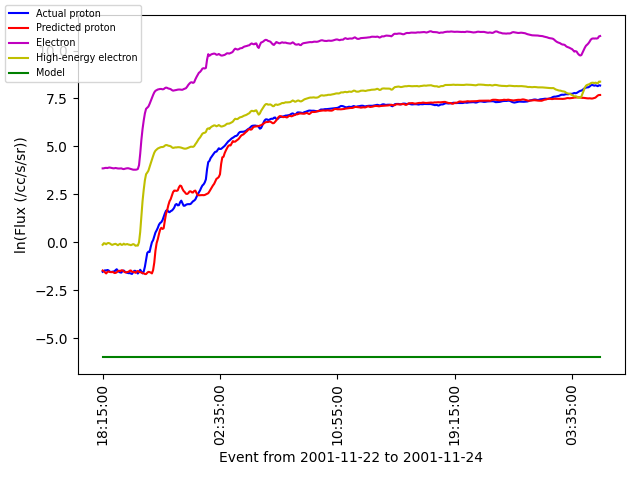 Actual proton
Predicted proton
Electron
High-energy electron
Model
10.0
7.5
5.0
2.5
0.0
−2.5
−5.0
ln(Flux (/cc/s/sr))
18:15:00
02:35:00
10:55:00
19:15:00
03:35:00
Event from 2001-11-22 to 2001-11-24